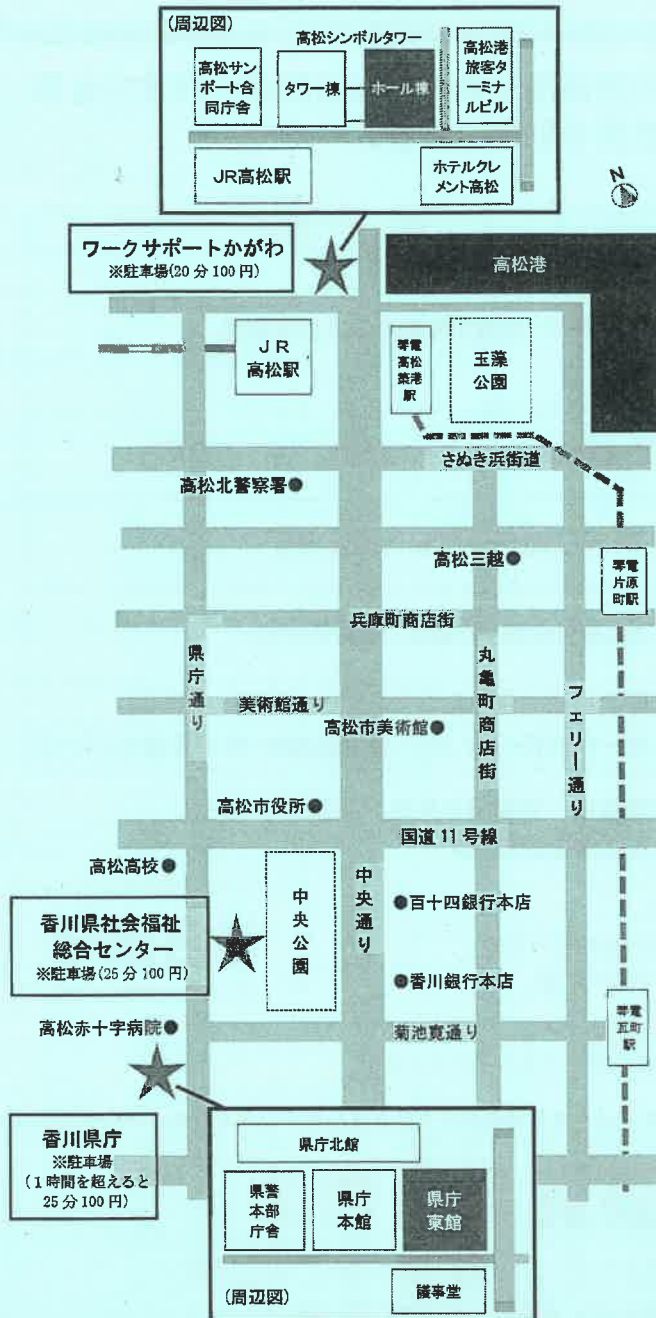 (周辺図)
高松シンボルタワー
高松サン
ポート合
同庁舎
タワー棟
ホール棟
高松港
旅客タ
ーミナ
ルビル
JR高松駅
ホテルクレ
メント高松
N
ワークサポートかがわ
※駐車場(20分100円)
高松港
JR
高松駅
琴電
高松
築港
駅
玉藻
公園
さぬき浜街道
高松北警察署●
高松三越●
琴電
片原
町駅
兵庫町商店街
県庁通り
丸亀町商店街
フェリー通り
美術館通り
高松市美術館●
高松市役所●
国道11号線
高松高校●
中央公園
中央通り
●百十四銀行本店
香川県社会福祉
総合センター
※駐車場(25分100円)
●香川銀行本店
高松赤十字病院●
菊池寛通り
琴電
瓦町
駅
香川県庁
※駐車場
(1時間を超えると
25分100円)
県庁北館
県警
本部
庁舎
県庁
本館
県庁
東館
議事堂
(周辺図)